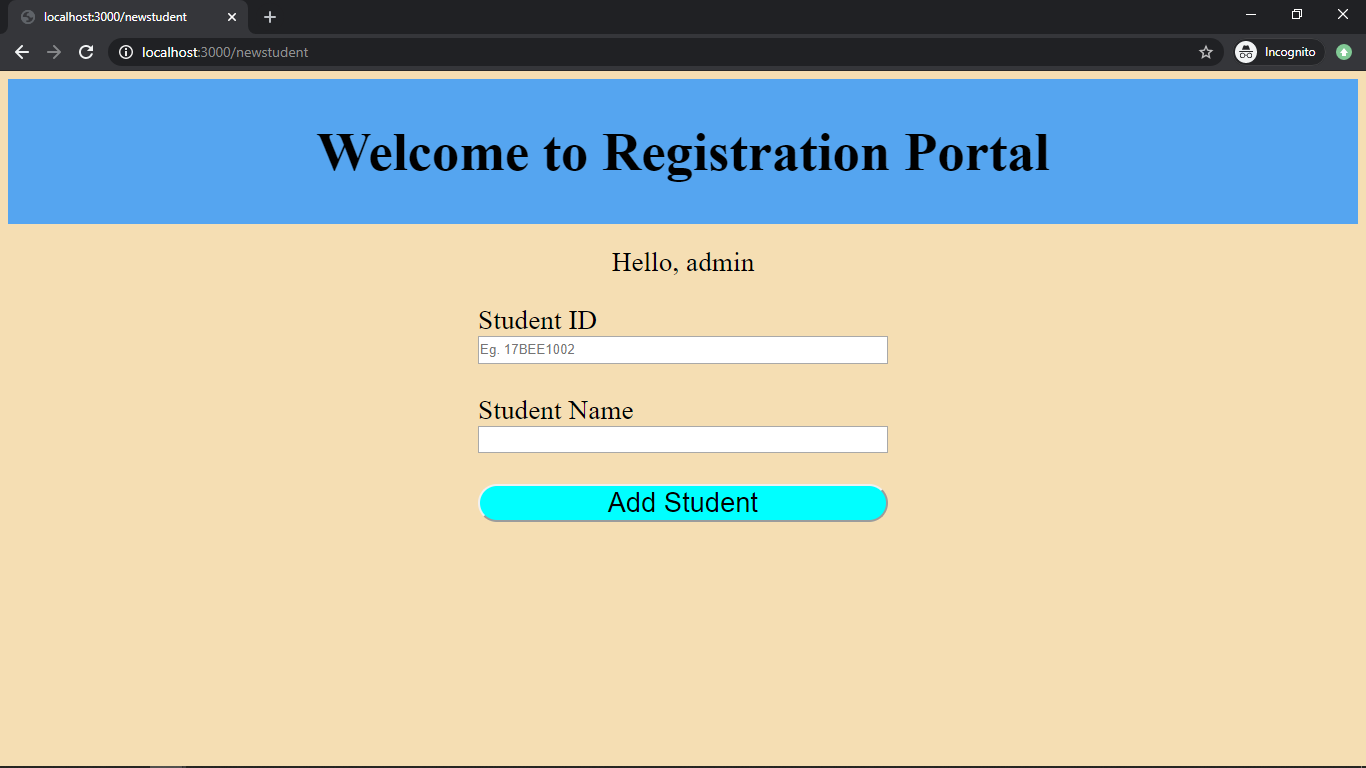 localhost:3000/newstudent
localhost:3000/newstudent
Incognito
Welcome to Registration Portal
Hello, admin
Student ID
Eg. 17BEE1002
Student Name
Add Student